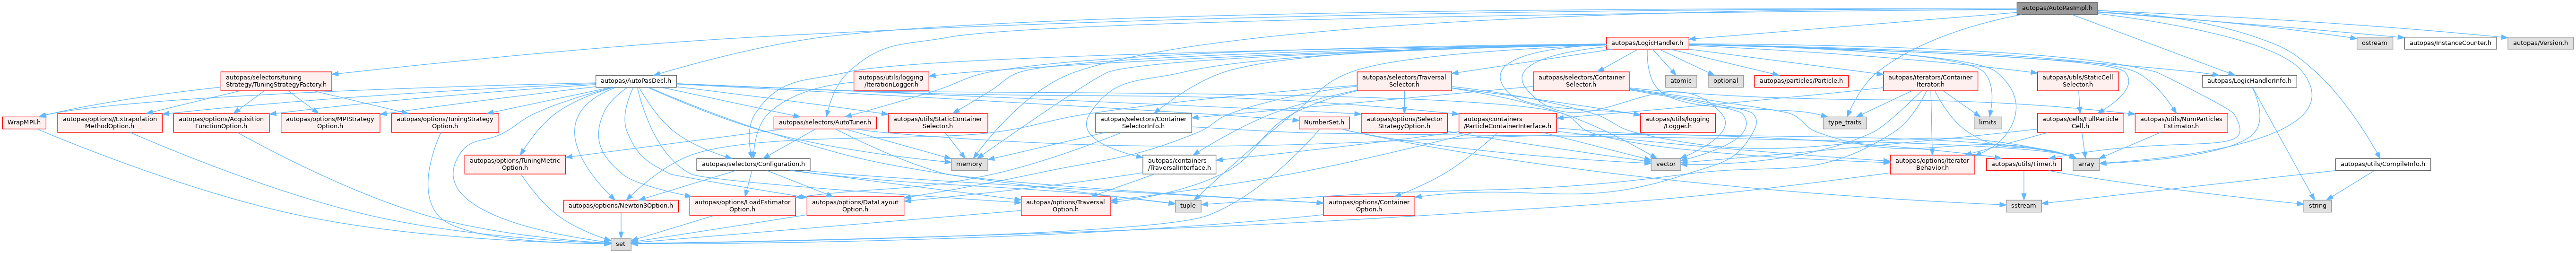 autopas/AutoPasImpl.h
autopas/LogicHandler.h
ostream
autopas/InstanceCounter.h
autopas/Version.h
autopas/selectors/tuning
Strategy/TuningStrategyFactory.h
autopas/AutoPasDecl.h
autopas/utils/logging
/IterationLogger.h
autopas/selectors/Traversal
Selector.h
autopas/selectors/Container
Selector.h
atomic
optional
autopas/particles/Particle.h
autopas/iterators/Container
Iterator.h
autopas/utils/StaticCell
Selector.h
autopas/LogicHandlerInfo.h
WrapMPI.h
autopas/options//Extrapolation
MethodOption.h
autopas/options/Acquisition
FunctionOption.h
autopas/options/MPIStrategy
Option.h
autopas/options/TuningStrategy
Option.h
autopas/selectors/AutoTuner.h
autopas/utils/StaticContainer
Selector.h
autopas/selectors/Container
SelectorInfo.h
NumberSet.h
autopas/options/Selector
StrategyOption.h
autopas/containers
/ParticleContainerInterface.h
autopas/utils/logging
/Logger.h
type_traits
limits
autopas/cells/FullParticle
Cell.h
autopas/utils/NumParticles
Estimator.h
autopas/options/TuningMetric
Option.h
autopas/selectors/Configuration.h
memory
autopas/containers
/TraversalInterface.h
vector
autopas/options/Iterator
Behavior.h
autopas/utils/Timer.h
array
autopas/utils/CompileInfo.h
autopas/options/Newton3Option.h
autopas/options/LoadEstimator
Option.h
autopas/options/DataLayout
Option.h
autopas/options/Traversal
Option.h
tuple
autopas/options/Container
Option.h
sstream
string
set